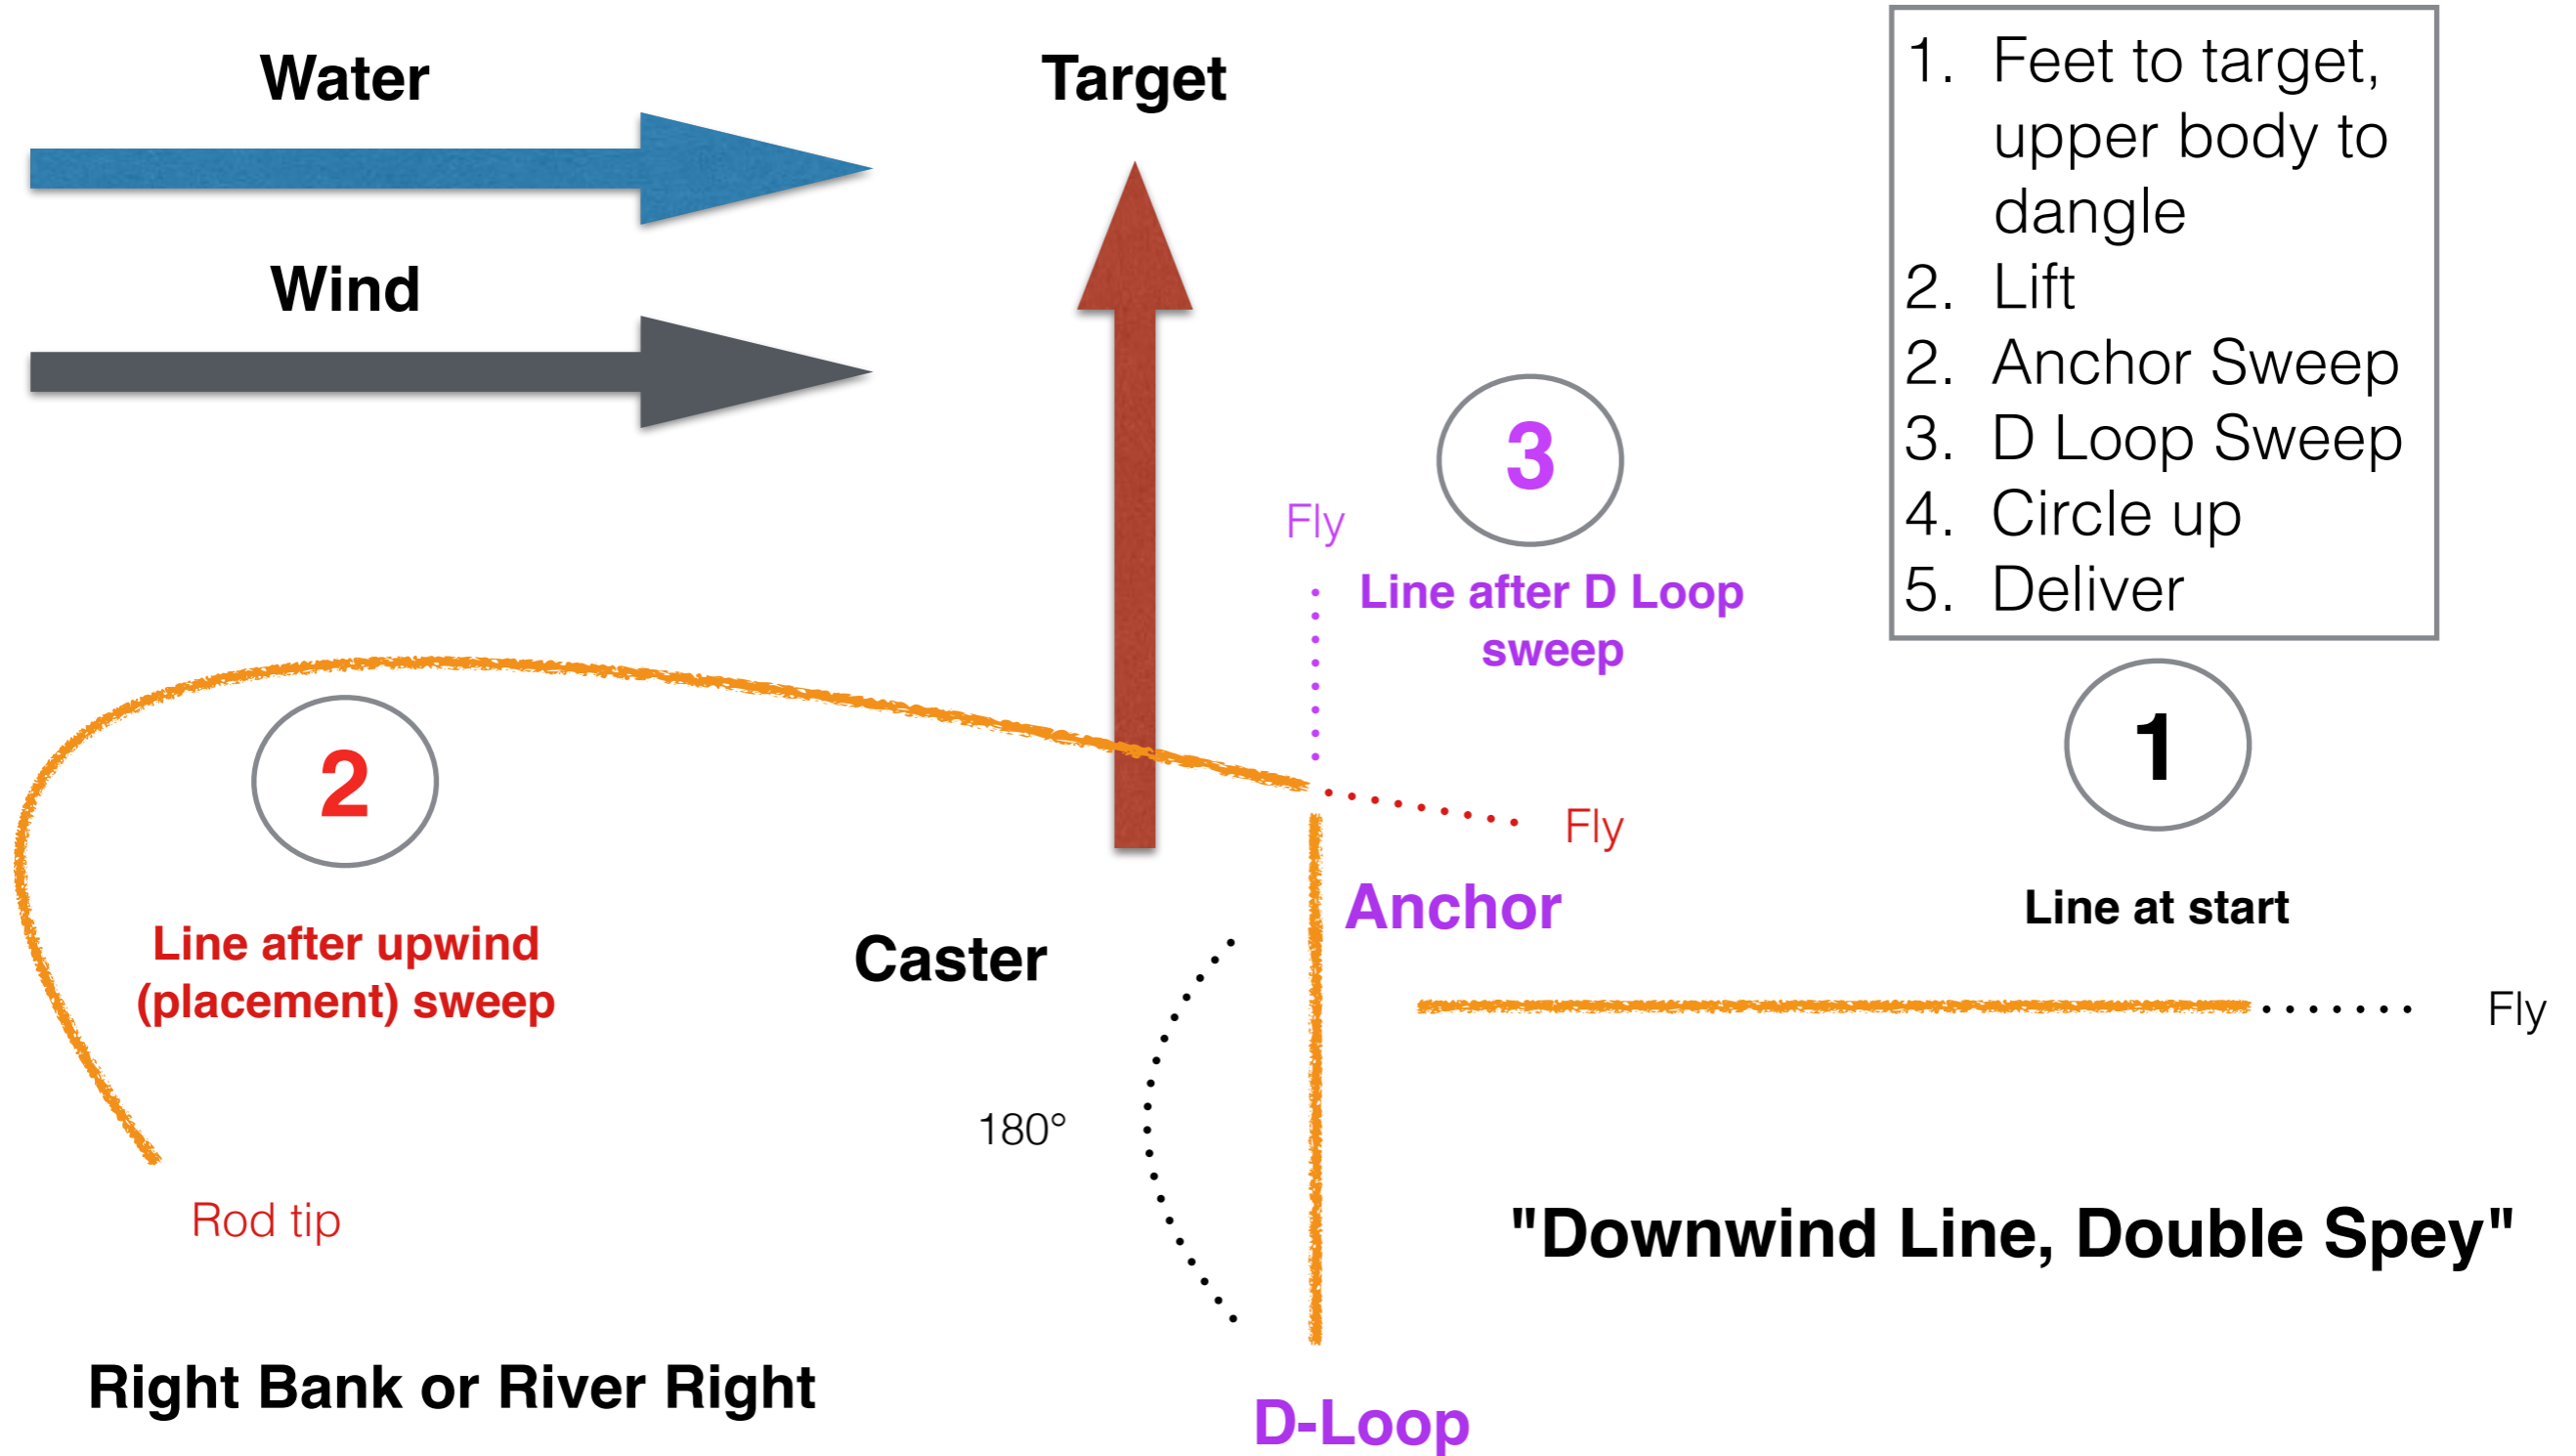 Water
Target
Wind
1. Feet to target,
upper body to
dangle
2. Lift
2. Anchor Sweep
3. D Loop Sweep
4. Circle up
5. Deliver
3
Fly
Line after D Loop
sweep
2
Line after upwind
(placement) sweep
Rod tip
Fly
Anchor
Caster
180°
1
Line at start
Fly
"Downwind Line, Double Spey"
Right Bank or River Right
D-Loop